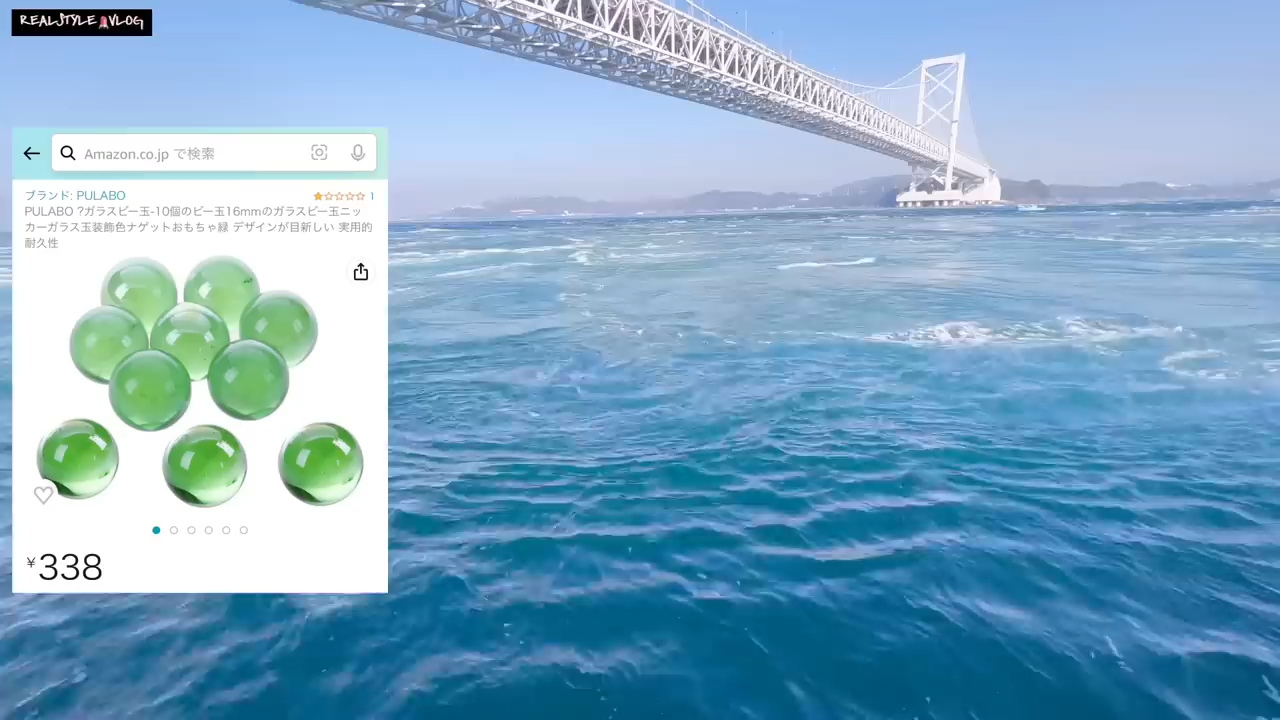 REALSTYLE VLOG
Amazon.co.jp で検索
ブランド: PULABO
1
PULABO ?ガラスビー玉-10個のビー玉16mmのガラスビー玉ニッ
カーガラス玉装飾色ナゲットおもちゃ緑 デザインが目新しい 実用的
耐久性
¥338